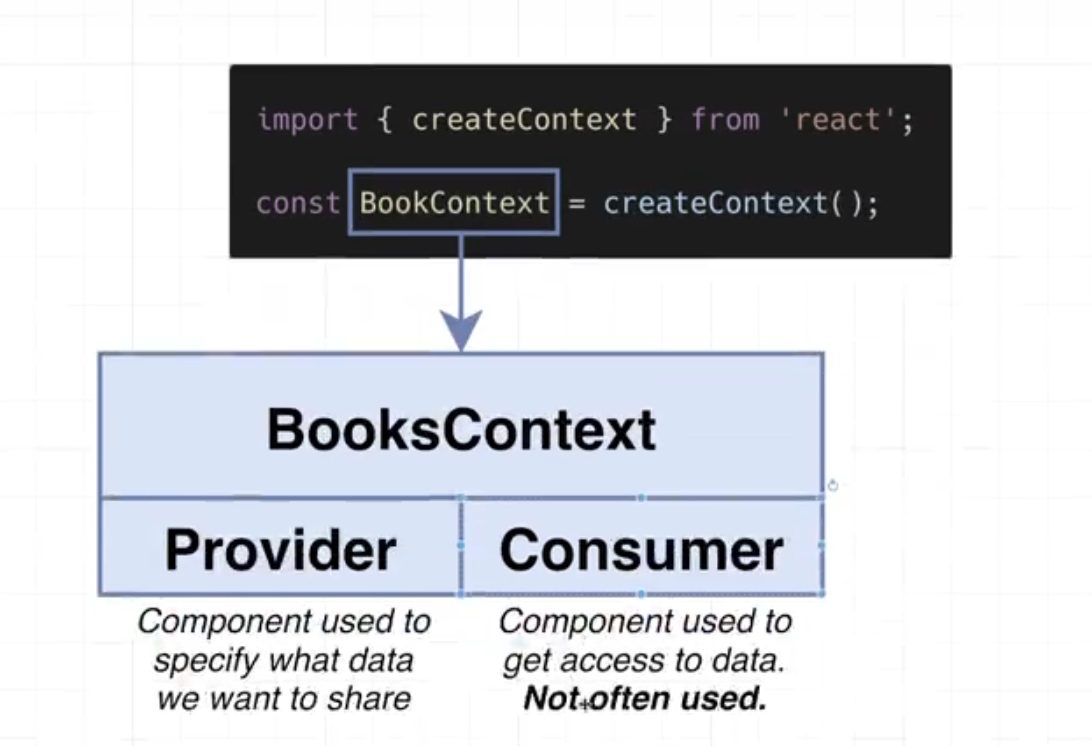 import { createContext } from 'react';
const BookContext = createContext();
BooksContext
Provider
Consumer
Component used to
specify what data
we want to share
Component used to
get access to data.
Not often used.